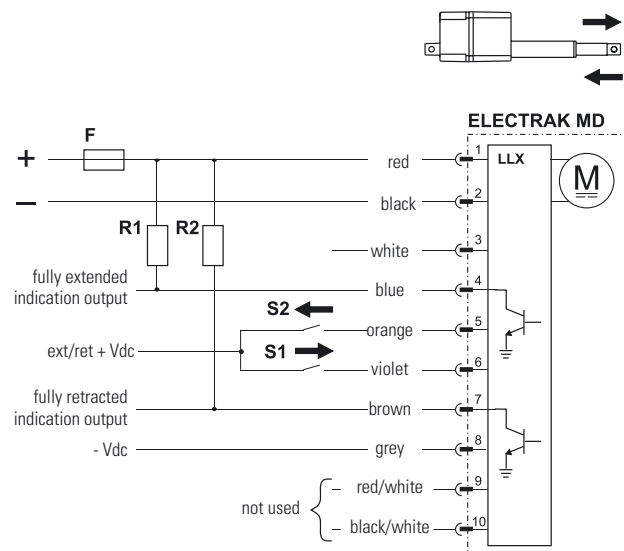 ELECTRAK MD
F
+
red
1
LLX
M
—
black
2
R1
R2
white
3
fully extended
indication output
blue
4
S2
orange
5
ext/ret + Vdc
S1
violet
6
fully retracted
indication output
brown
7
- Vdc
grey
8
not used
red/white
9
black/white
10